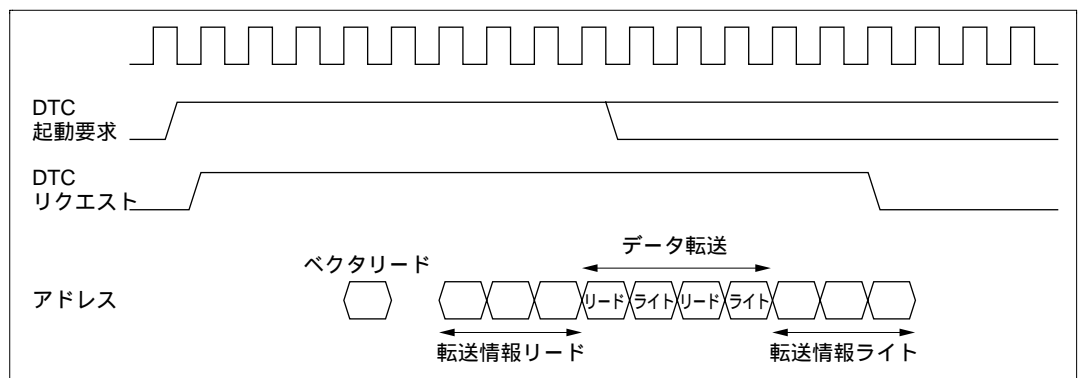 DTC
起動要求
DTC
リクエスト
データ転送
ベクタリード
アドレス
リード ライト リード ライト
転送情報リード
転送情報ライト